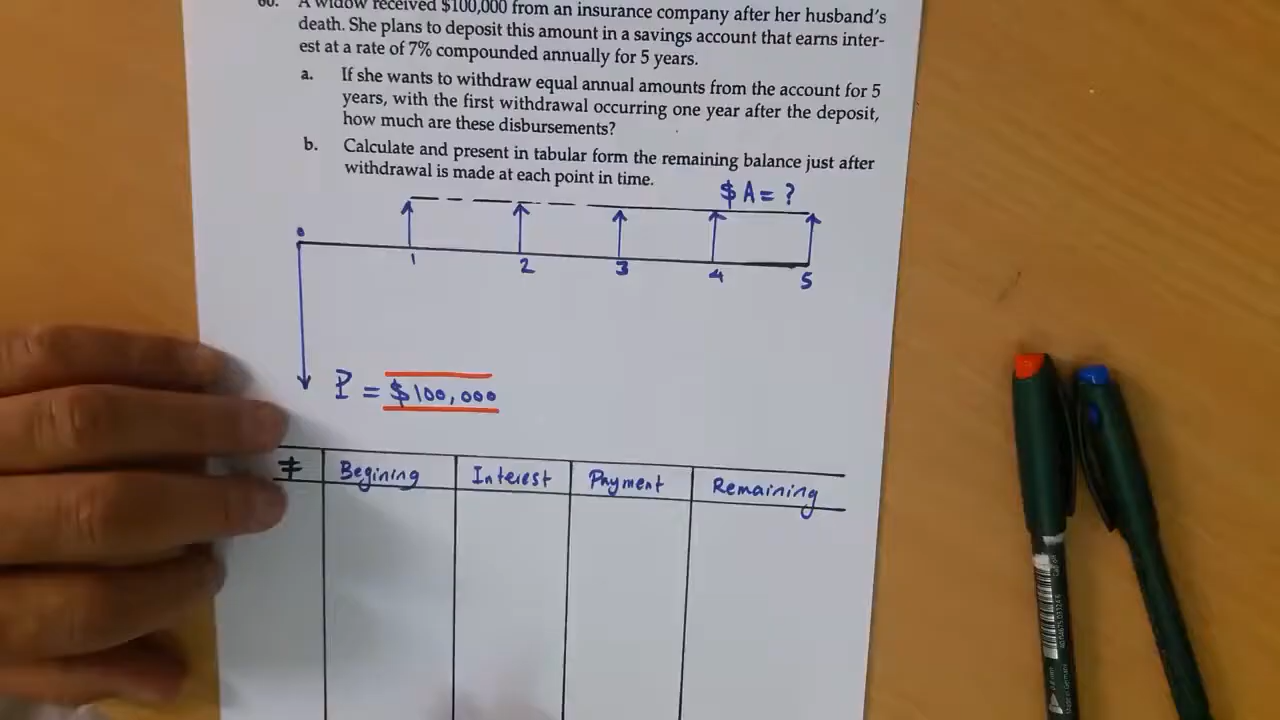 60. A widow received $100,000 from an insurance company after her husband's
death. She plans to deposit this amount in a savings account that earns inter-
est at a rate of 7% compounded annually for 5 years.
a. If she wants to withdraw equal annual amounts from the account for 5
years, with the first withdrawal occurring one year after the deposit,
how much are these disbursements?
b. Calculate and present in tabular form the remaining balance just after
withdrawal is made at each point in time.
$ A = ?
0 1 2 3 4 5
P = $100,000
≠ Begining Interest Payment Remaining